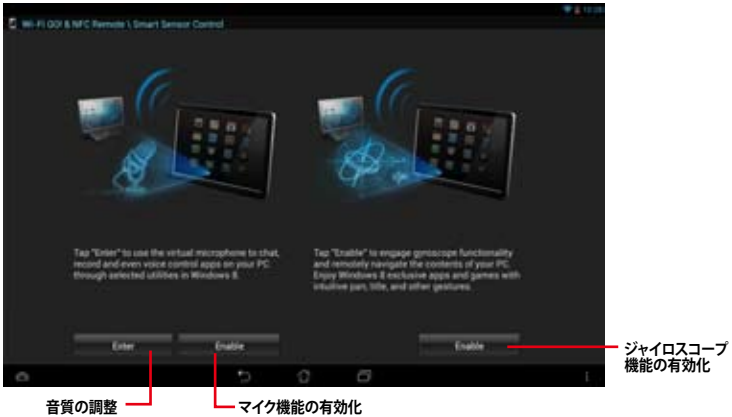 Wi-Fi GO! & NFC Remote \ Smart Sensor Control
Tap "Enter" to use the virtual microphone to chat,
record and even voice control apps on your PC
through selected utilities in Windows 8.
Enter
Enable
Tap "Enable" to engage gyroscope functionality
and remotely navigate the contents of your PC.
Enjoy Windows 8 exclusive apps and games with
intuitive pan, title, and other gestures.
Enable
ジャイロスコープ
機能の有効化
音質の調整
マイク機能の有効化